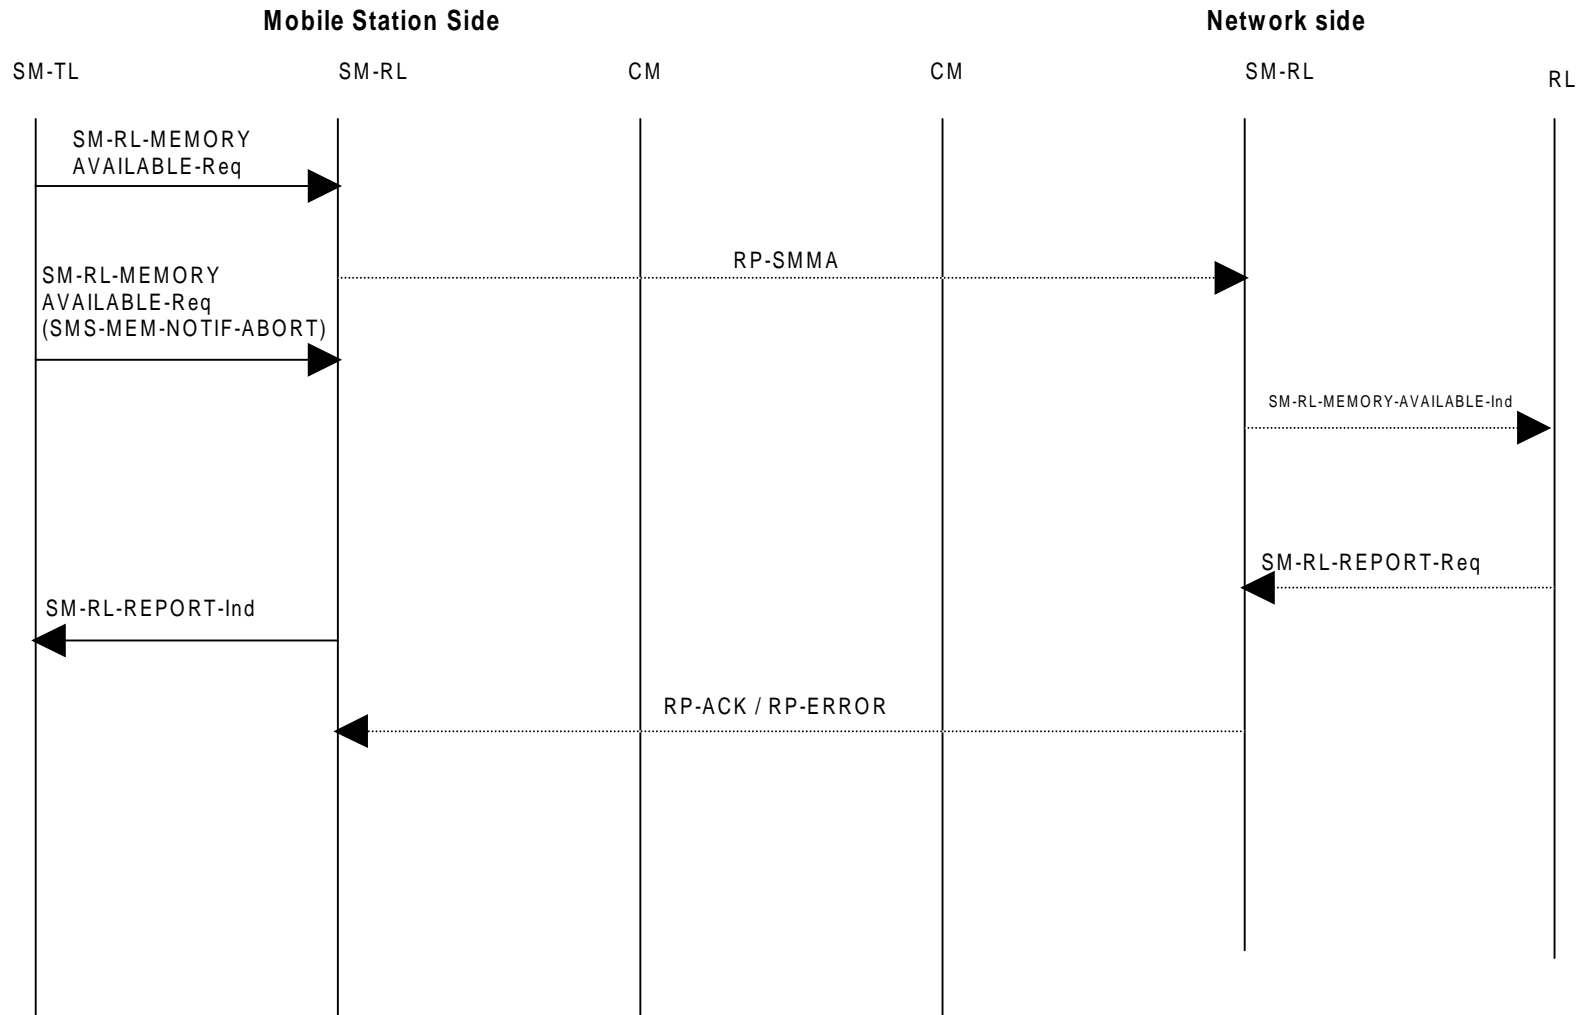 Mobile Station Side
Network side
SM-TL
SM-RL
CM
CM
SM-RL
RL
SM-RL-MEMORY
AVAILABLE-Req
RP-SMMA
SM-RL-MEMORY
AVAILABLE-Req
(SMS-MEM-NOTIF-ABORT)
SM-RL-MEMORY-AVAILABLE-Ind
SM-RL-REPORT-Req
SM-RL-REPORT-Ind
RP-ACK / RP-ERROR